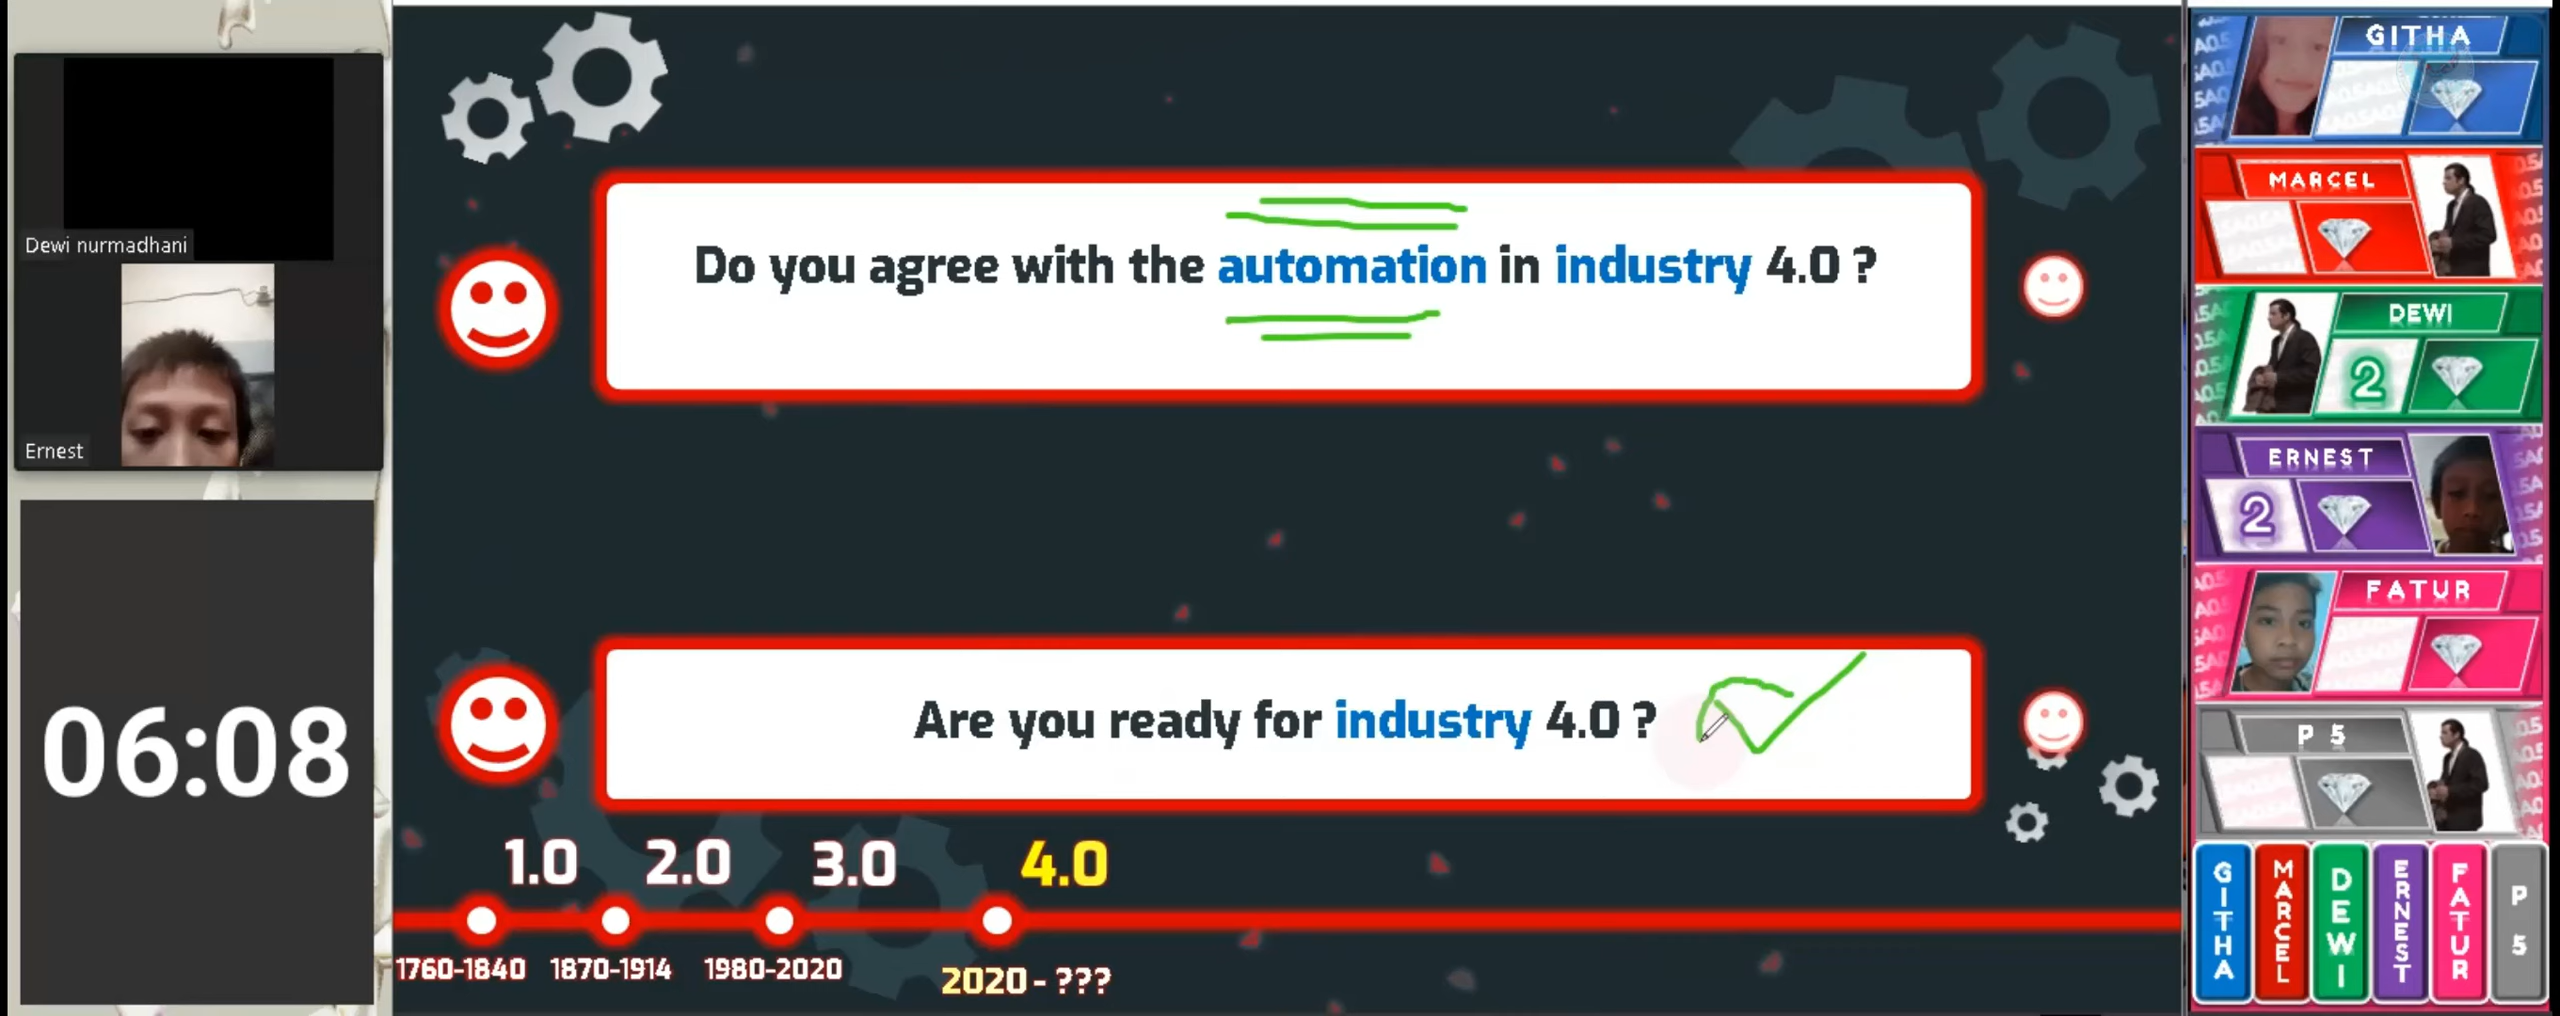 Dewi nurmadhani
Ernest
06:08
Do you agree with the automation in industry 4.0 ?
Are you ready for industry 4.0 ?
1.0 2.0 3.0 4.0
1760-1840 1870-1914 1980-2020 2020 - ???
GITHA
MARCEL
DEWI
2
ERNEST
2
FATUR
P 5
GITHA MARCEL DEWI ERNEST FATUR P 5